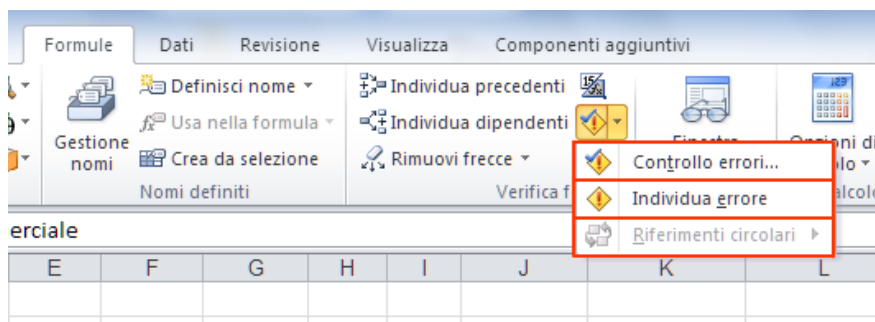 Formule Dati Revisione Visualizza Componenti aggiuntivi
Definisci nome
Usa nella formula
Crea da selezione
Gestione
nomi
Nomi definiti
Individua precedenti
Individua dipendenti
Rimuovi frecce
Verifica f
Controllo errori...
Individua errore
Riferimenti circolari
erciale
E F G H I J K L